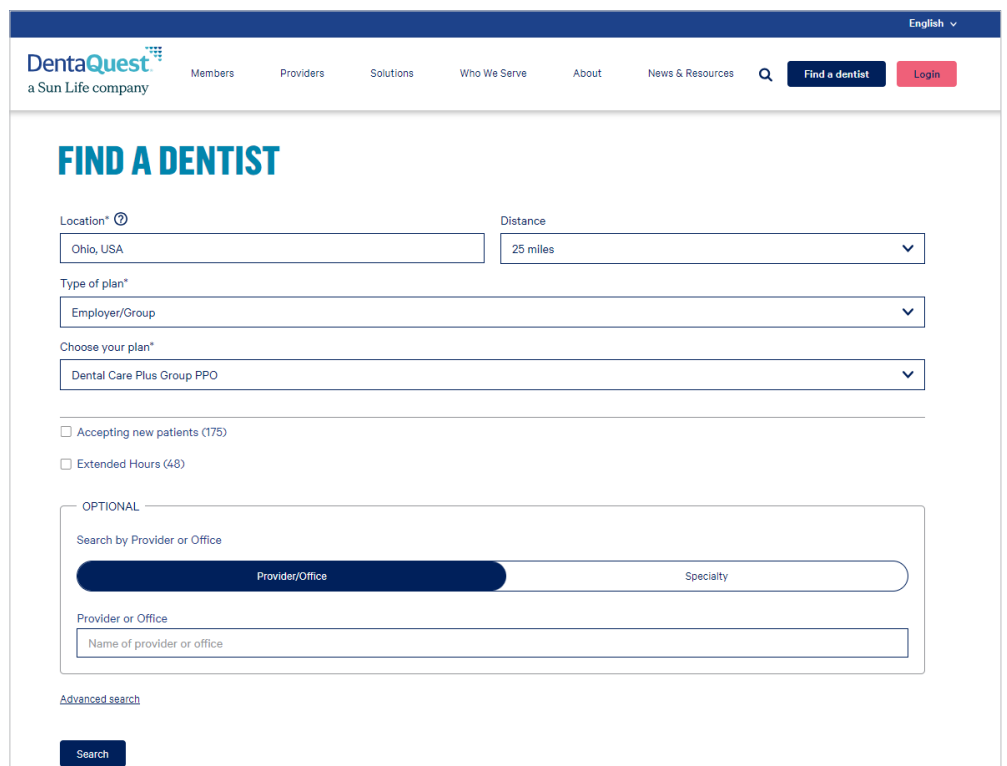 English
DentaQuest
a Sun Life company
Members Providers Solutions Who We Serve About News & Resources Find a dentist Login
FIND A DENTIST
Location* Distance
Ohio, USA 25 miles
Type of plan*
Employer/Group
Choose your plan*
Dental Care Plus Group PPO
Accepting new patients (175)
Extended Hours (48)
OPTIONAL
Search by Provider or Office
Provider/Office Specialty
Provider or Office
Name of provider or office
Advanced search
Search